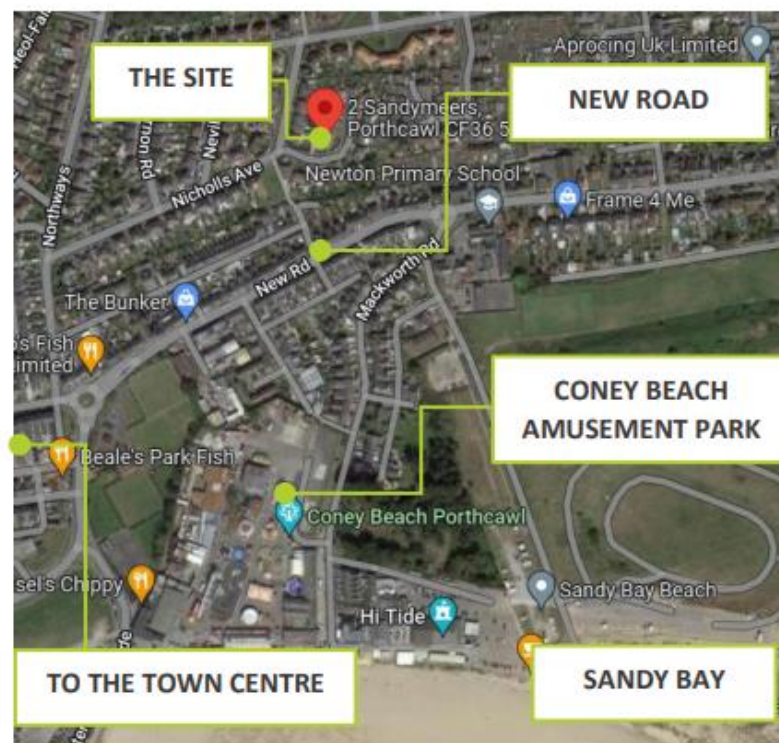 Aprocing Uk Limited
THE SITE
NEW ROAD
2 Sandymeers,
Porthcawl CF36 5
Newton Primary School
Nicholls Ave
Northways
Frame 4 Me
New Rd
Mackworth Rd
The Bunker
Fish
Limited
CONEY BEACH
AMUSEMENT PARK
Beale's Park Fish
Coney Beach Porthcawl
sel's Chippy
Sandy Bay Beach
Hi Tide
TO THE TOWN CENTRE
SANDY BAY